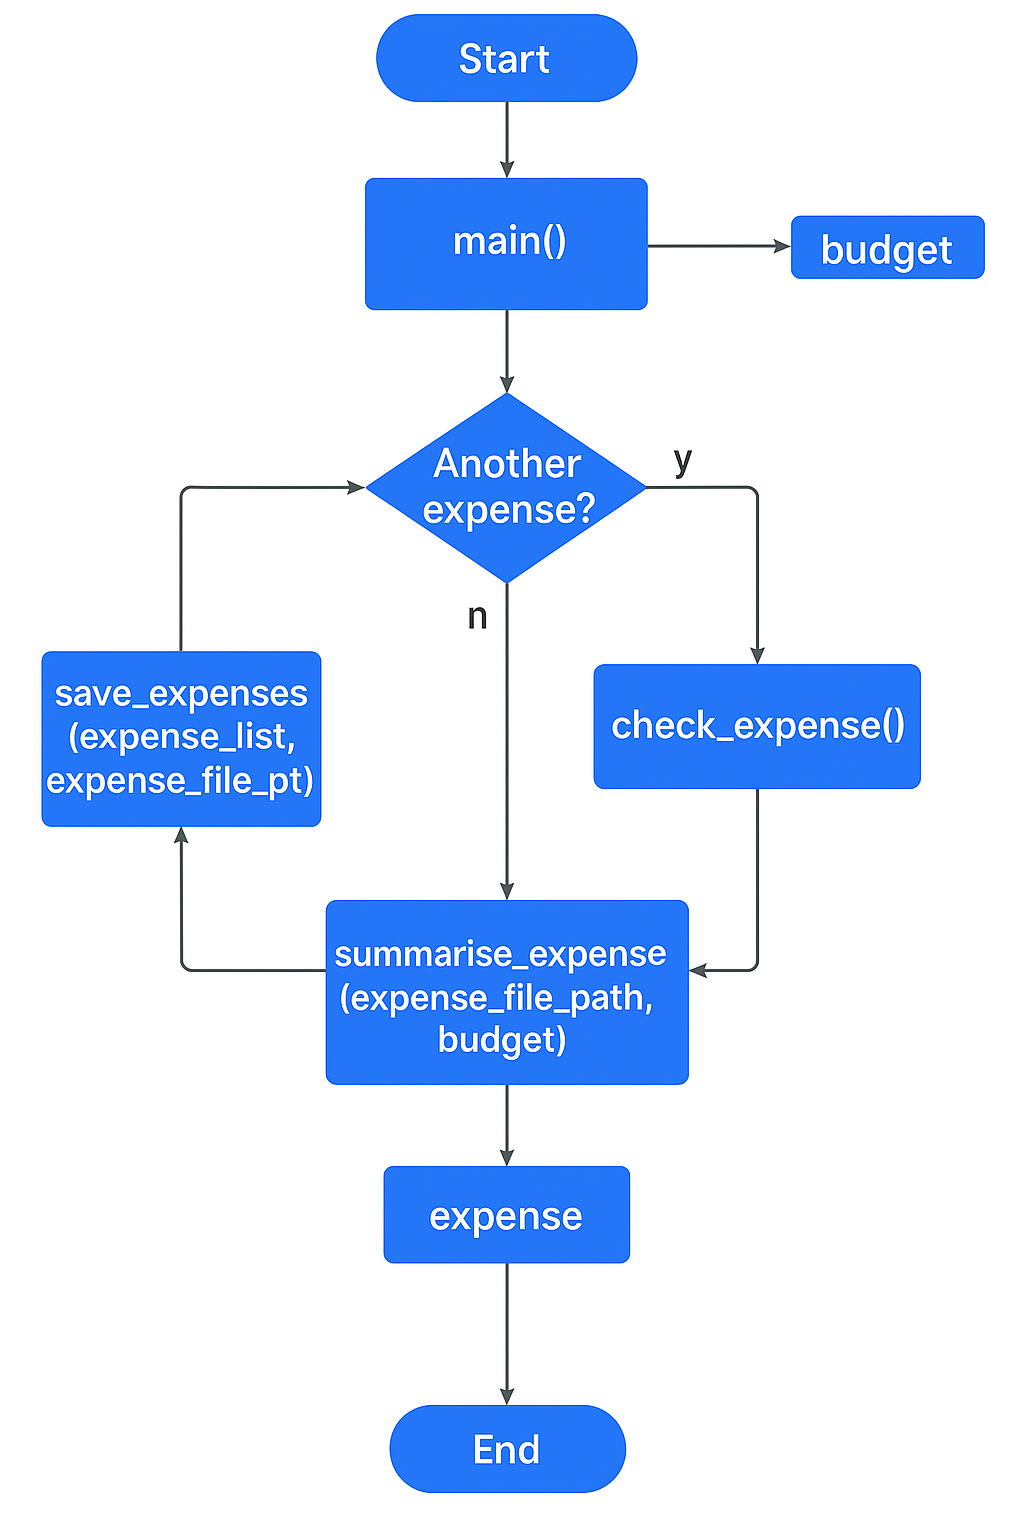 Start
main()
budget
Another
expense?
y
n
save_expenses
(expense_list,
expense_file_pt)
check_expense()
summarise_expense
(expense_file_path,
budget)
expense
End